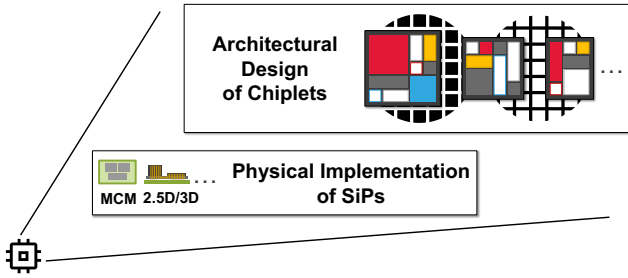 Architectural
Design
of Chiplets
...
MCM 2.5D/3D
...
Physical Implementation
of SiPs